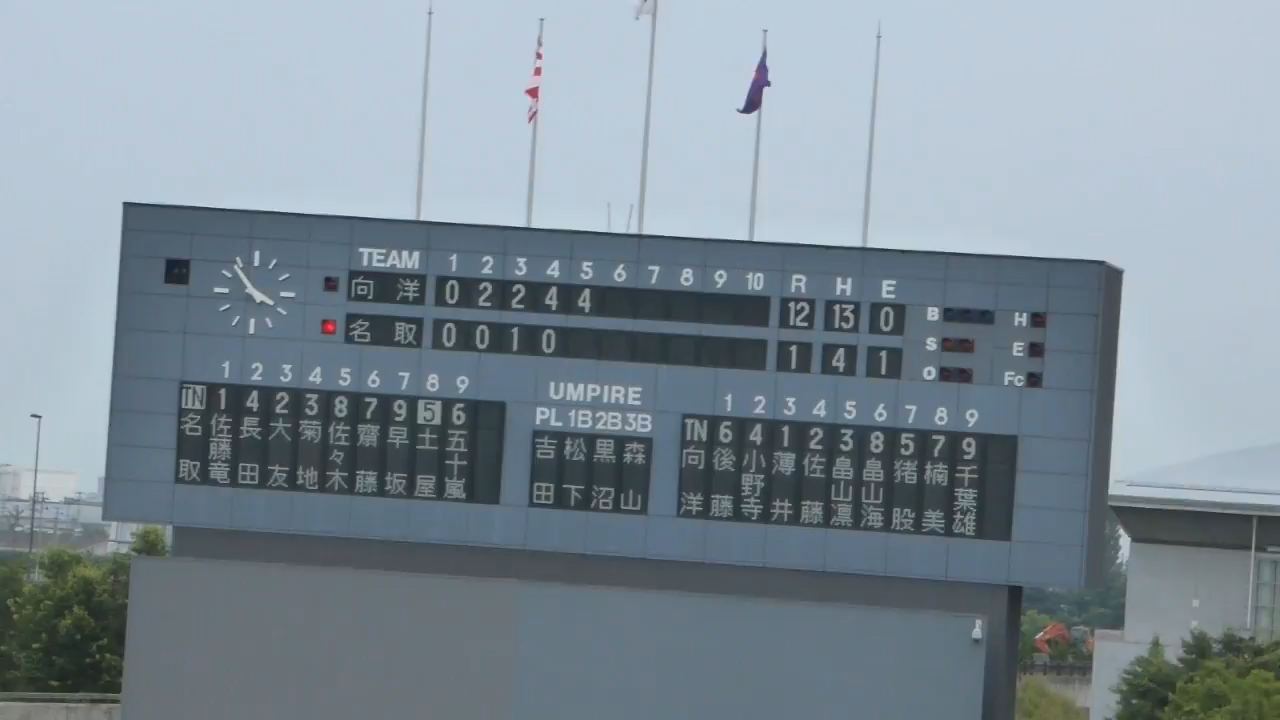 TEAM 1 2 3 4 5 6 7 8 9 10 R H E
向洋 0 2 2 4 4 12 13 0
名取 0 0 1 0 1 4 1
B H
S E
O Fc
1 2 3 4 5 6 7 8 9
TN 1 4 2 3 8 7 9 5 6
名取 佐藤竜 長田 大友 菊地 佐々木 齋藤 早坂 土屋 五十嵐
UMPIRE
PL 1B 2B 3B
吉田 松下 黒沼 森山
1 2 3 4 5 6 7 8 9
TN 6 4 1 2 3 8 5 7 9
向洋 後藤 小野寺 薄井 佐藤 畠山凛 畠山海 猪股 楠美 千葉雄